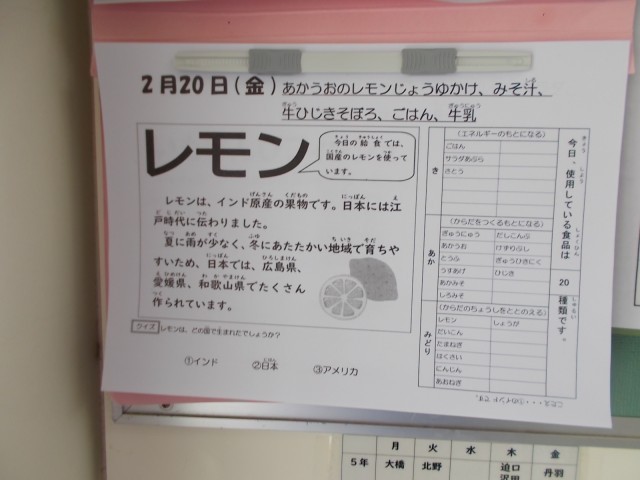 2月20日(金) あかうおのレモンじょうゆかけ、みそ汁、
牛ひじきそぼろ、ごはん、牛乳
レモン
今日の給食では、
国産のレモンを使って
います。
レモンは、インド原産の果物です。日本には江
戸時代に伝わりました。
夏に雨が少なく、冬にあたたかい地域で育ちや
すいため、日本では、広島県、
愛媛県、和歌山県でたくさん
作られています。
クイズ レモンは、どの国で生まれたでしょうか?
①インド ②日本 ③アメリカ
今日、使用している食品は 20 種類です。
き
(エネルギーのもとになる)
ごはん
サラダあぶら
さとう
あか
(からだをつくるもとになる)
ぎゅうにゅう だしこんぶ
あかうお けずりぶし
とうふ ぎゅうひきにく
うすあげ ひじき
あかみそ
しろみそ
みどり
(からだのちょうしをととのえる)
レモン しょうが
だいこん
たまねぎ
はくさい
にんじん
あおねぎ
こたえ・・・①のインドです。
月 火 水 木 金
5年 大橋 北野 迫口 丹羽